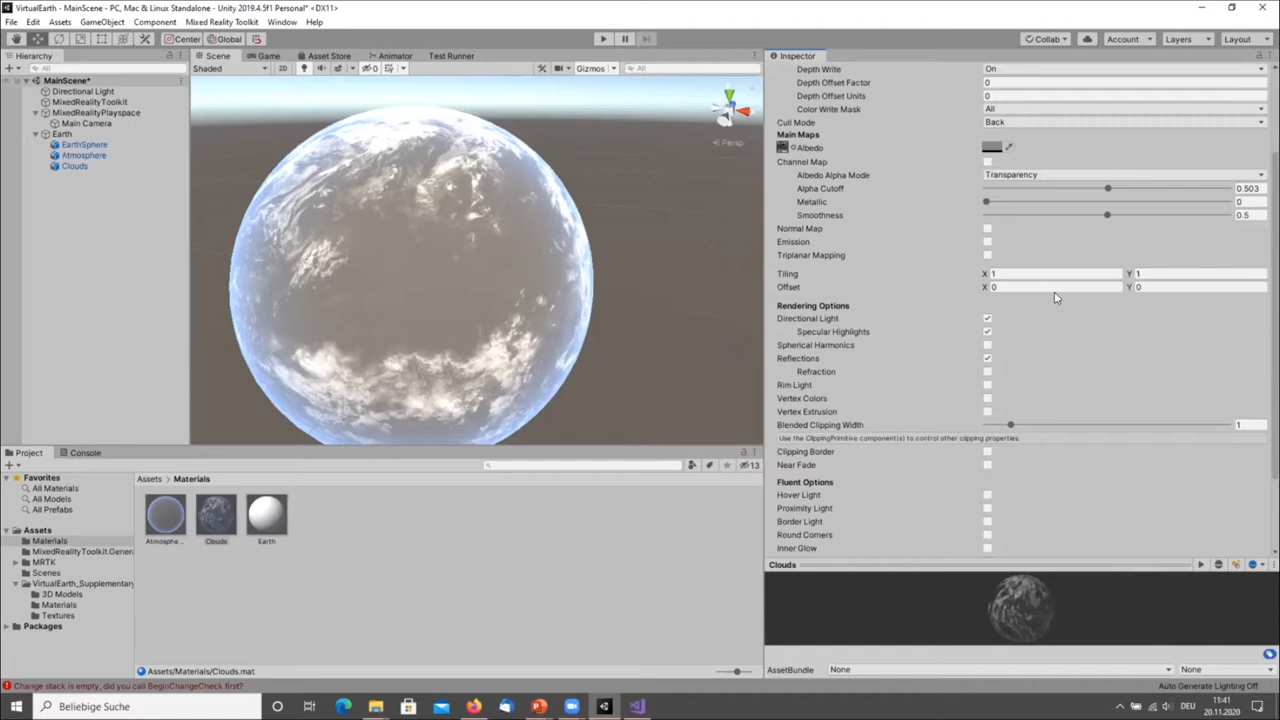 VirtualEarth - MainScene - PC, Mac & Linux Standalone - Unity 2019.4.5f1 Personal* <DX11>
File Edit Assets GameObject Component Mixed Reality Toolkit Window Help
Center Global Collab Account Layers Layout
Hierarchy Scene Game Asset Store Animator Test Runner Inspector
All Shaded 2D 0 Gizmos All
MainScene*
Directional Light
MixedRealityToolkit
MixedRealityPlayspace
Main Camera
Earth
EarthSphere
Atmosphere
Clouds
Persp
Depth Write On
Depth Offset Factor 0
Depth Offset Units 0
Color Write Mask All
Cull Mode Back
Main Maps
Albedo
Channel Map
Albedo Alpha Mode Transparency
Alpha Cutoff 0.503
Metallic 0
Smoothness 0.5
Normal Map
Emission
Triplanar Mapping
Tiling X 1 Y 1
Offset X 0 Y 0
Rendering Options
Directional Light
Specular Highlights
Spherical Harmonics
Reflections
Refraction
Rim Light
Vertex Colors
Vertex Extrusion
Blended Clipping Width 1
Use the ClippingPrimitive component(s) to control other clipping properties.
Clipping Border
Near Fade
Fluent Options
Hover Light
Proximity Light
Border Light
Round Corners
Inner Glow
Project Console
13
Favorites
All Materials
All Models
All Prefabs
Assets
Materials
MixedRealityToolkit.Genera
MRTK
Scenes
VirtualEarth_Supplementary
3D Models
Materials
Textures
Packages
Assets > Materials
Atmosphe... Clouds Earth
Assets/Materials/Clouds.mat
Clouds
AssetBundle None None
Change stack is empty, did you call BeginChangeCheck first?
Auto Generate Lighting Off
Beliebige Suche
DEU
11:41
20.11.2020